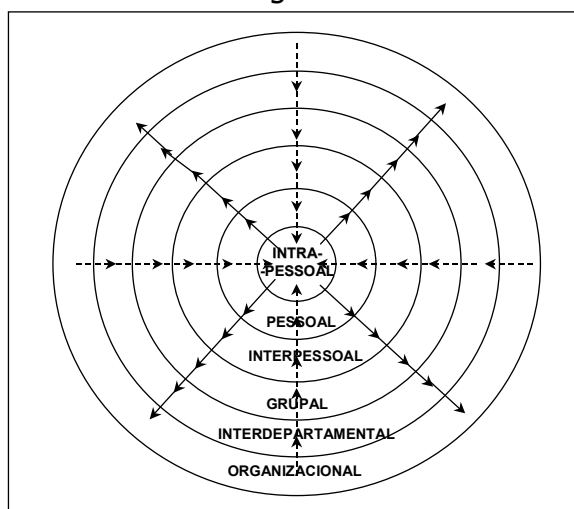 INTRA-
-PESSOAL
PESSOAL
INTERPESSOAL
GRUPAL
INTERDEPARTAMENTAL
ORGANIZACIONAL